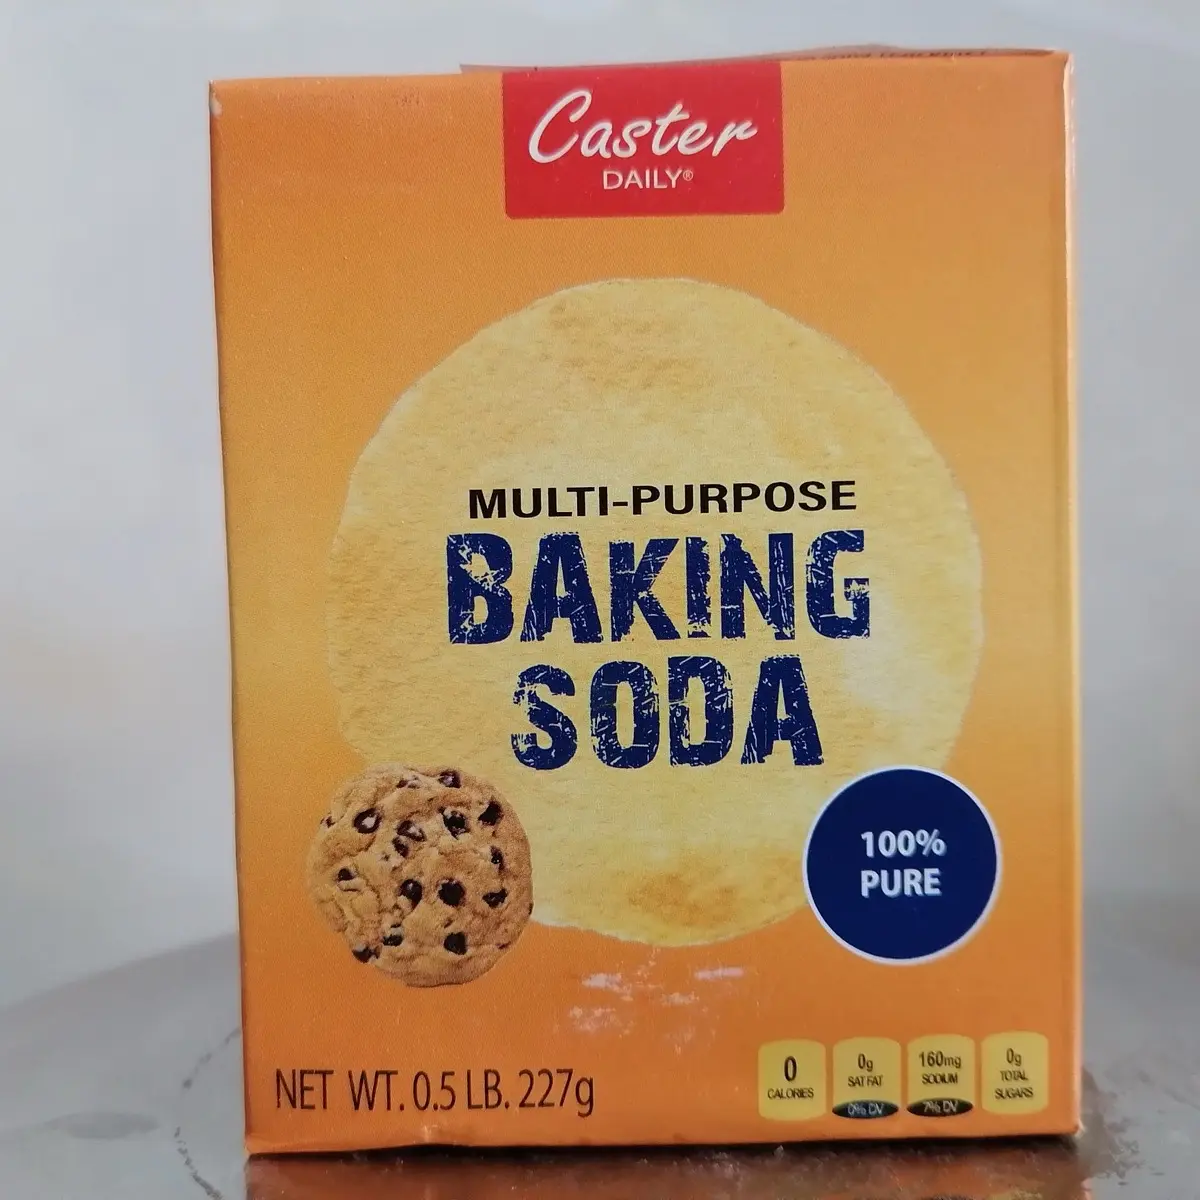 Caster
DAILY®
MULTI-PURPOSE
BAKING
SODA
100%
PURE
NET WT. 0.5 LB. 227g
0
CALORIES
0g
SAT FAT
0% DV
160mg
SODIUM
7% DV
0g
TOTAL
SUGARS